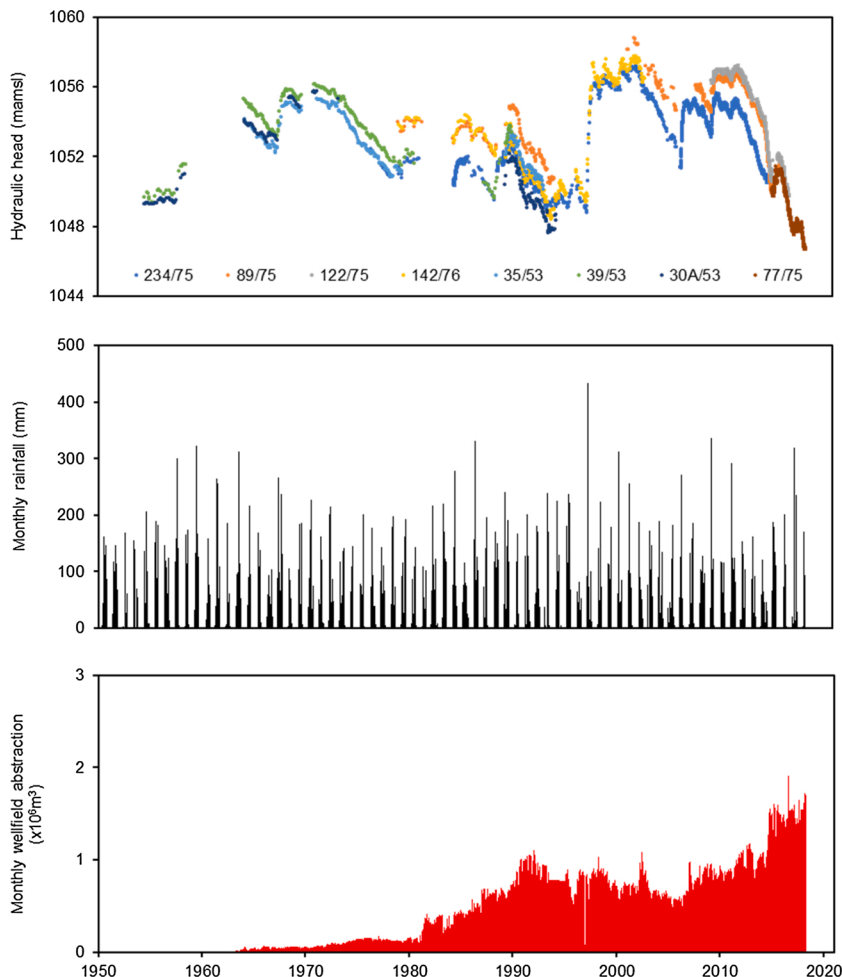 1060
1056
1052
1048
1044
Hydraulic head (mamsl)
234/75 89/75 122/75 142/76 35/53 39/53 30A/53 77/75
500
400
300
200
100
0
Monthly rainfall (mm)
3
2
1
0
Monthly wellfield abstraction
(x10⁶m³)
1950 1960 1970 1980 1990 2000 2010 2020